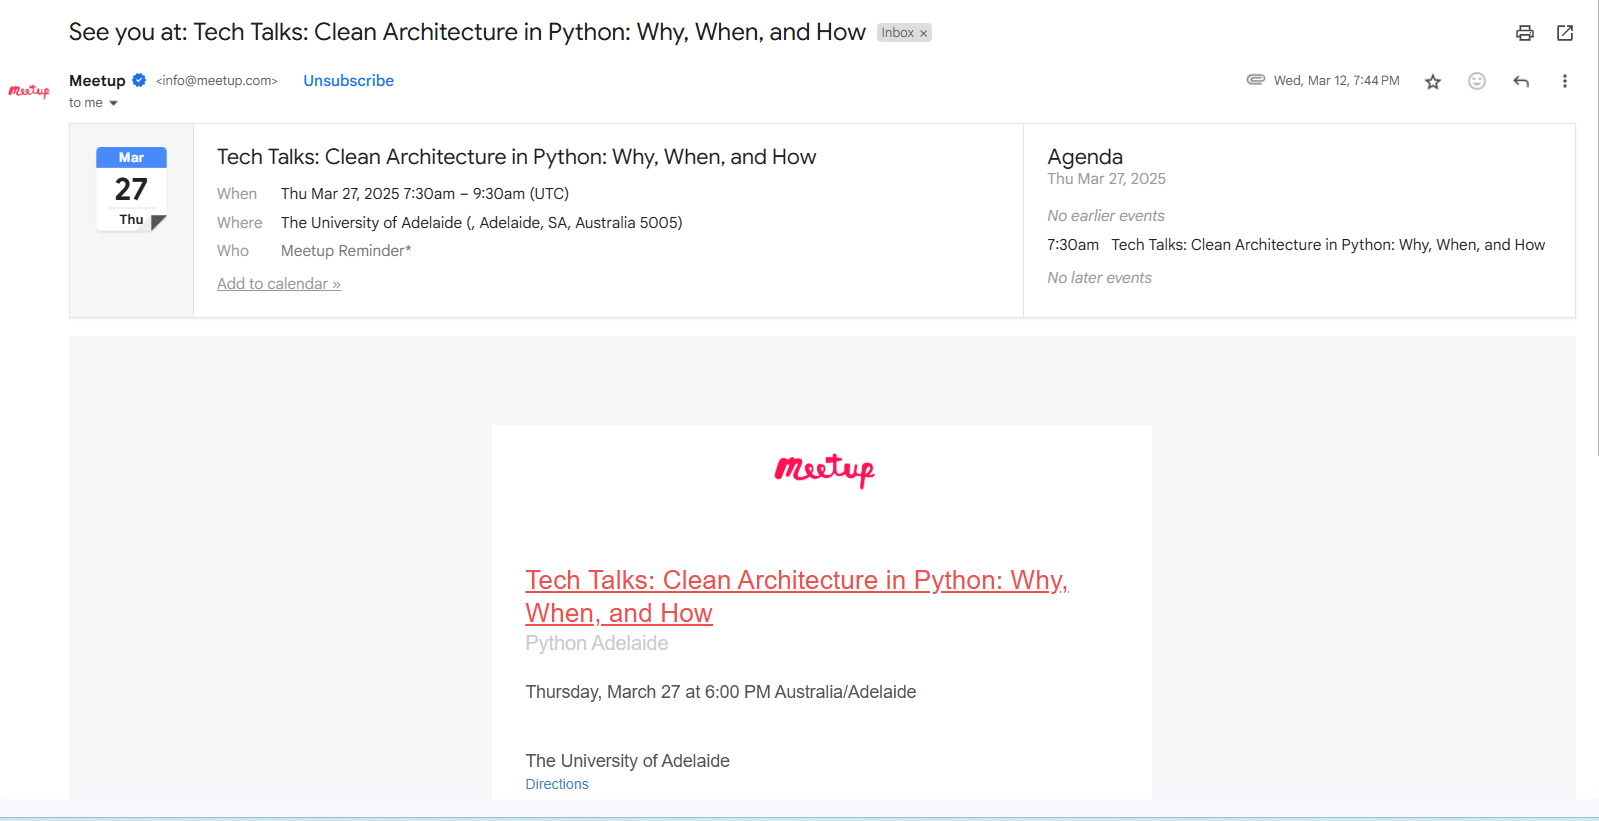 See you at: Tech Talks: Clean Architecture in Python: Why, When, and How Inbox ×
meetup
Meetup <info@meetup.com> Unsubscribe
Wed, Mar 12, 7:44 PM
to me
Mar
27
Thu
Tech Talks: Clean Architecture in Python: Why, When, and How
When Thu Mar 27, 2025 7:30am – 9:30am (UTC)
Where The University of Adelaide (, Adelaide, SA, Australia 5005)
Who Meetup Reminder*
Add to calendar »
Agenda
Thu Mar 27, 2025
No earlier events
7:30am Tech Talks: Clean Architecture in Python: Why, When, and How
No later events
meetup
Tech Talks: Clean Architecture in Python: Why,
When, and How
Python Adelaide
Thursday, March 27 at 6:00 PM Australia/Adelaide
The University of Adelaide
Directions